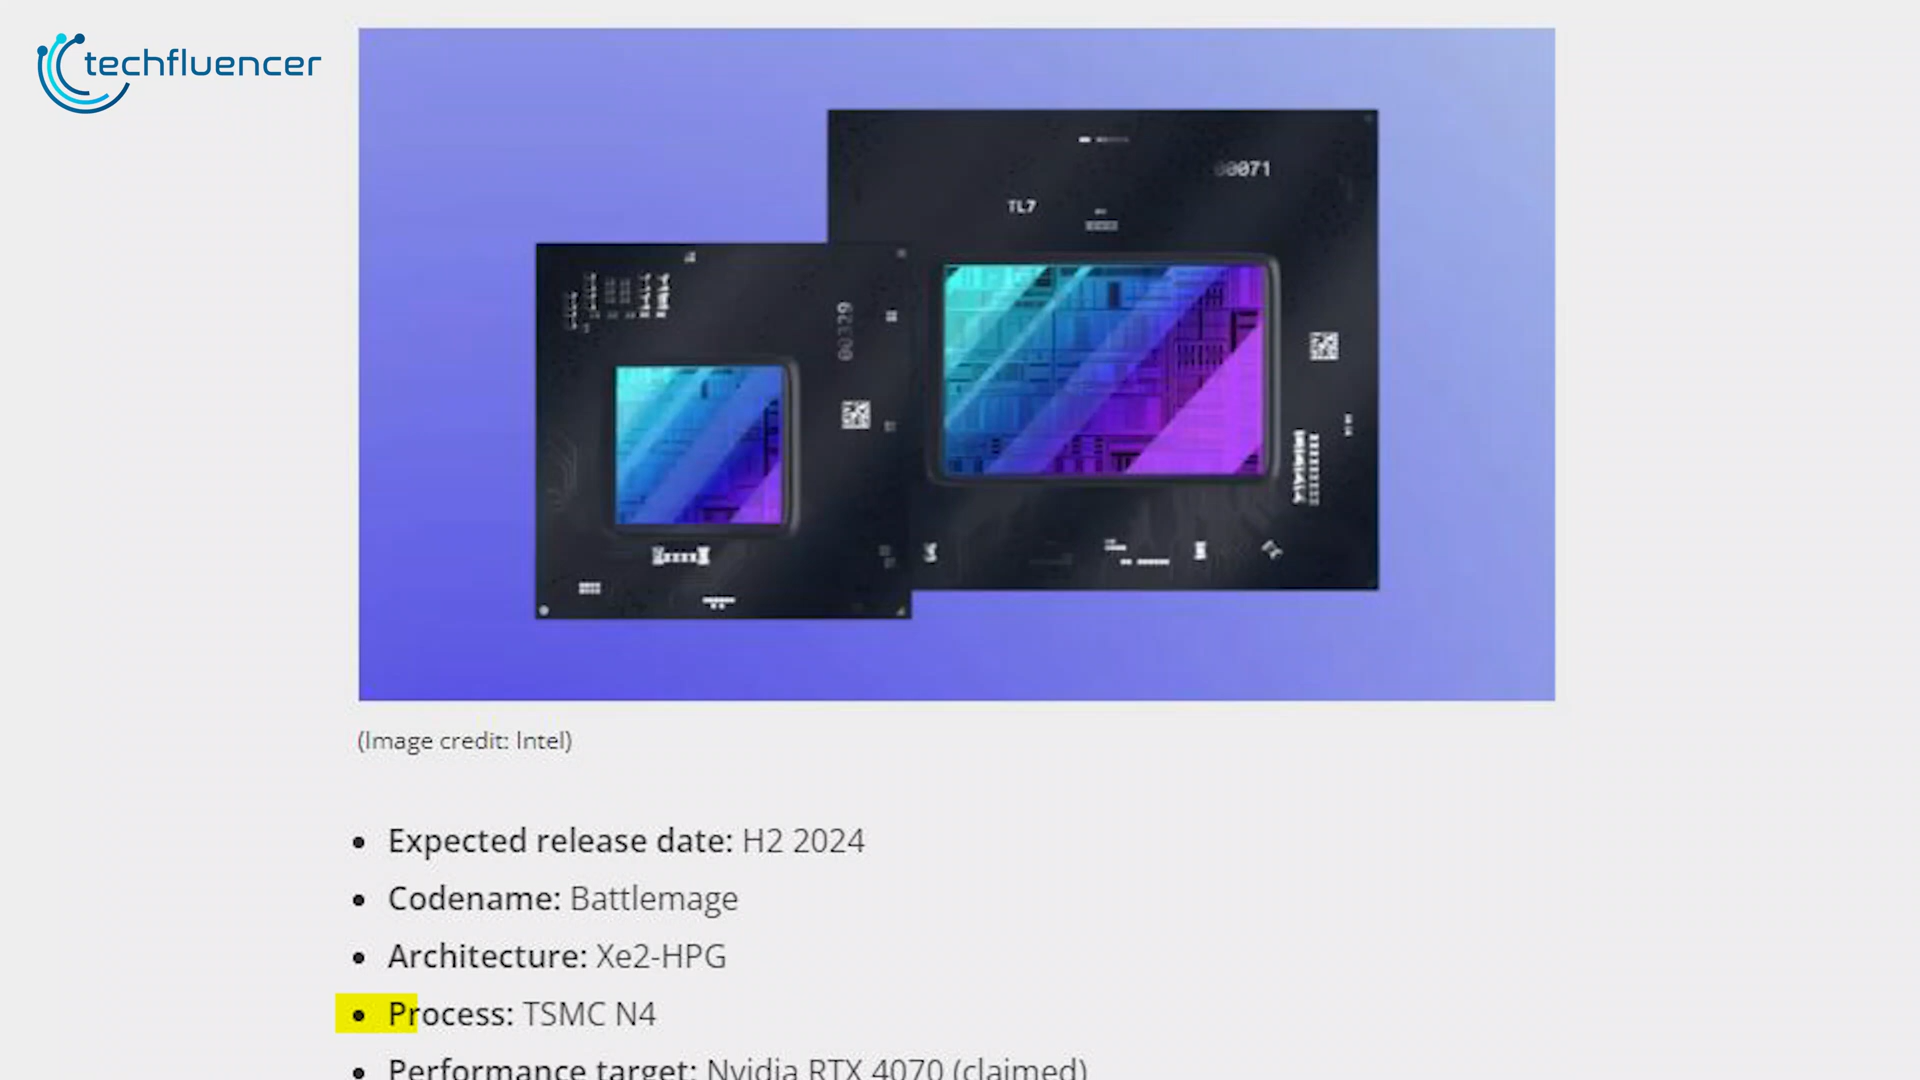 techfluencer
00071
TL7
00329
(Image credit: Intel)
• Expected release date: H2 2024
• Codename: Battlemage
• Architecture: Xe2-HPG
• Process: TSMC N4
• Performance target: Nvidia RTX 4070 (claimed)